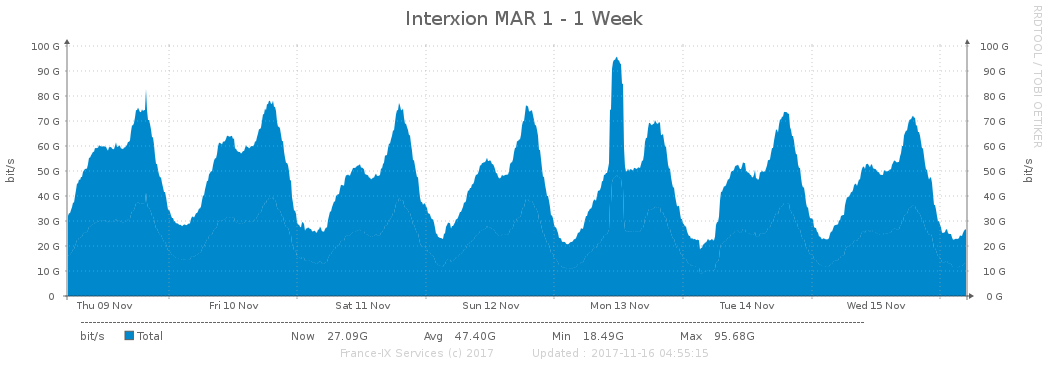 Interxion MAR 1 - 1 Week
RRDTOOL / TOBI OETIKER
bit/s
100 G 100 G
90 G 90 G
80 G 80 G
70 G 70 G
60 G 60 G
50 G 50 G
40 G 40 G
30 G 30 G
20 G 20 G
10 G 10 G
0 0 G
bit/s
Thu 09 Nov Fri 10 Nov Sat 11 Nov Sun 12 Nov Mon 13 Nov Tue 14 Nov Wed 15 Nov
bit/s Total Now 27.09G Avg 47.40G Min 18.49G Max 95.68G
France-IX Services (c) 2017 Updated : 2017-11-16 04:55:15